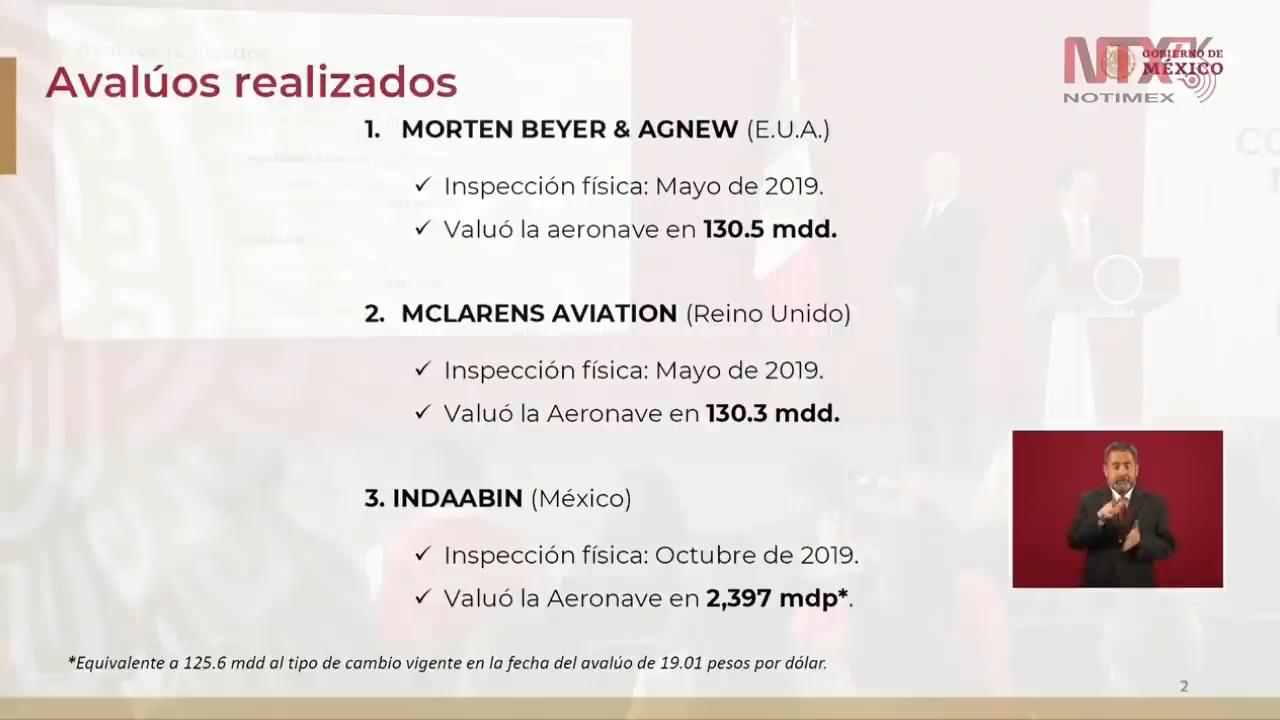 Avalúos realizados
NTX
GOBIERNO DE
MÉXICO
NOTIMEX
1. MORTEN BEYER & AGNEW (E.U.A.)
✓ Inspección física: Mayo de 2019.
✓ Valuó la aeronave en 130.5 mdd.
2. MCLARENS AVIATION (Reino Unido)
✓ Inspección física: Mayo de 2019.
✓ Valuó la Aeronave en 130.3 mdd.
3. INDAABIN (México)
✓ Inspección física: Octubre de 2019.
✓ Valuó la Aeronave en 2,397 mdp*.
*Equivalente a 125.6 mdd al tipo de cambio vigente en la fecha del avalúo de 19.01 pesos por dólar.
2